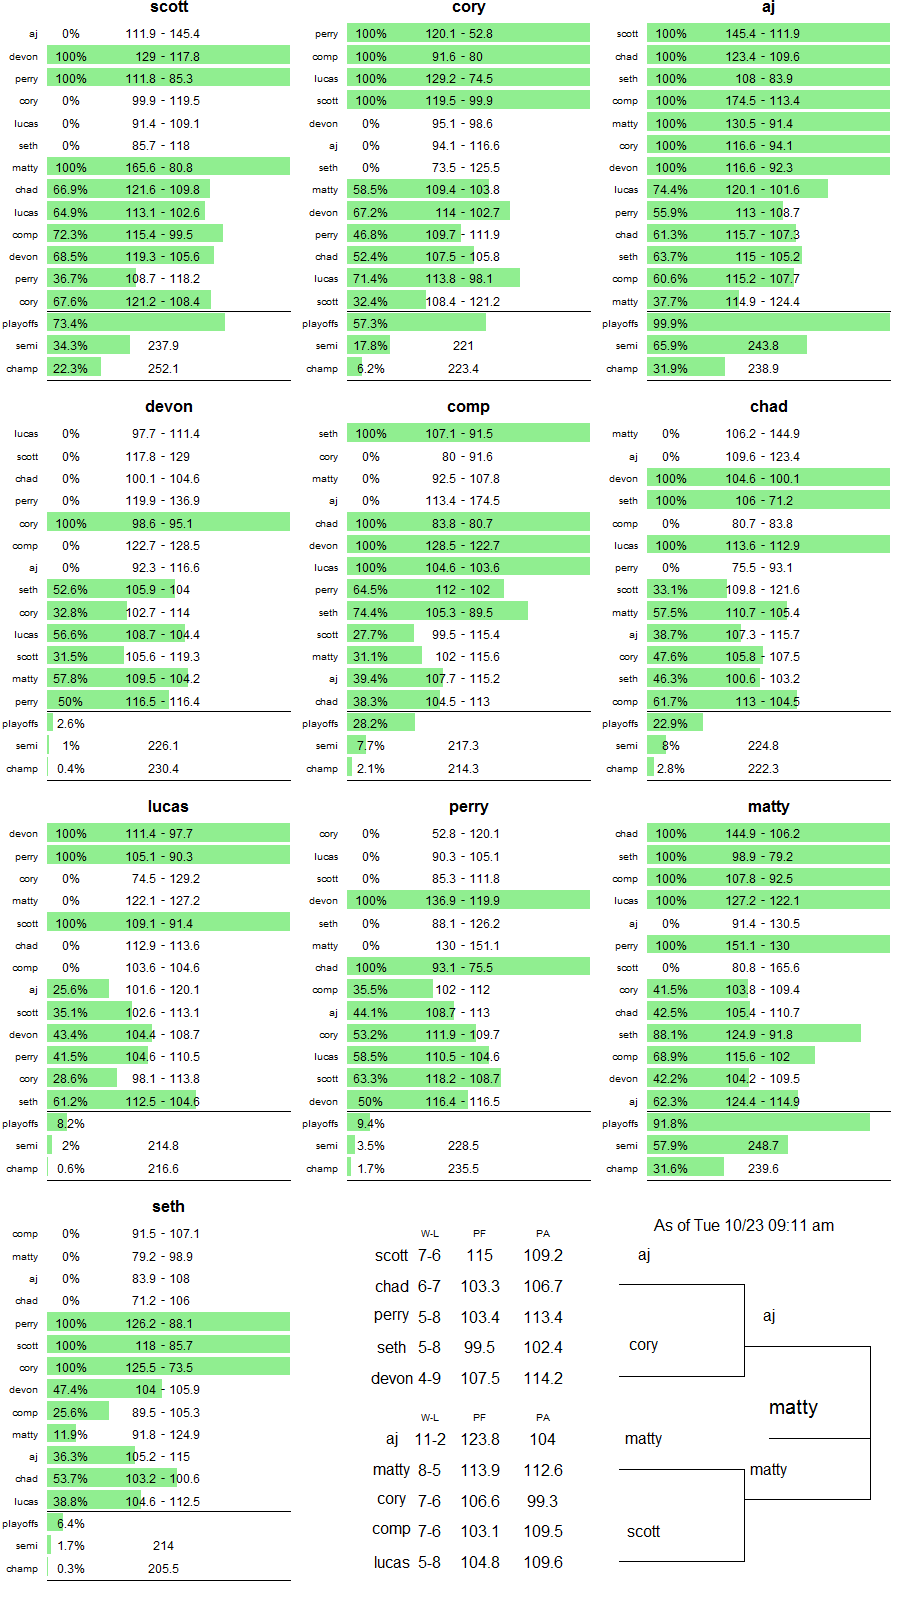 scott
aj 0% 111.9 - 145.4
devon 100% 129 - 117.8
perry 100% 111.8 - 85.3
cory 0% 99.9 - 119.5
lucas 0% 91.4 - 109.1
seth 0% 85.7 - 118
matty 100% 165.6 - 80.8
chad 66.9% 121.6 - 109.8
lucas 64.9% 113.1 - 102.6
comp 72.3% 115.4 - 99.5
devon 68.5% 119.3 - 105.6
perry 36.7% 108.7 - 118.2
cory 67.6% 121.2 - 108.4
playoffs 73.4%
semi 34.3% 237.9
champ 22.3% 252.1
cory
perry 100% 120.1 - 52.8
comp 100% 91.6 - 80
lucas 100% 129.2 - 74.5
scott 100% 119.5 - 99.9
devon 0% 95.1 - 98.6
aj 0% 94.1 - 116.6
seth 0% 73.5 - 125.5
matty 58.5% 109.4 - 103.8
devon 67.2% 114 - 102.7
perry 46.8% 109.7 - 111.9
chad 52.4% 107.5 - 105.8
lucas 71.4% 113.8 - 98.1
scott 32.4% 108.4 - 121.2
playoffs 57.3%
semi 17.8% 221
champ 6.2% 223.4
aj
scott 100% 145.4 - 111.9
chad 100% 123.4 - 109.6
seth 100% 108 - 83.9
comp 100% 174.5 - 113.4
matty 100% 130.5 - 91.4
cory 100% 116.6 - 94.1
devon 100% 116.6 - 92.3
lucas 74.4% 120.1 - 101.6
perry 55.9% 113 - 108.7
chad 61.3% 115.7 - 107.3
seth 63.7% 115 - 105.2
comp 60.6% 115.2 - 107.7
matty 37.7% 114.9 - 124.4
playoffs 99.9%
semi 65.9% 243.8
champ 31.9% 238.9
devon
lucas 0% 97.7 - 111.4
scott 0% 117.8 - 129
chad 0% 100.1 - 104.6
perry 0% 119.9 - 136.9
cory 100% 98.6 - 95.1
comp 0% 122.7 - 128.5
aj 0% 92.3 - 116.6
seth 52.6% 105.9 - 104
cory 32.8% 102.7 - 114
lucas 56.6% 108.7 - 104.4
scott 31.5% 105.6 - 119.3
matty 57.8% 109.5 - 104.2
perry 50% 116.5 - 116.4
playoffs 2.6%
semi 1% 226.1
champ 0.4% 230.4
comp
seth 100% 107.1 - 91.5
cory 0% 80 - 91.6
matty 0% 92.5 - 107.8
aj 0% 113.4 - 174.5
chad 100% 83.8 - 80.7
devon 100% 128.5 - 122.7
lucas 100% 104.6 - 103.6
perry 64.5% 112 - 102
seth 74.4% 105.3 - 89.5
scott 27.7% 99.5 - 115.4
matty 31.1% 102 - 115.6
aj 39.4% 107.7 - 115.2
chad 38.3% 104.5 - 113
playoffs 28.2%
semi 7.7% 217.3
champ 2.1% 214.3
chad
matty 0% 106.2 - 144.9
aj 0% 109.6 - 123.4
devon 100% 104.6 - 100.1
seth 100% 106 - 71.2
comp 0% 80.7 - 83.8
lucas 100% 113.6 - 112.9
perry 0% 75.5 - 93.1
scott 33.1% 109.8 - 121.6
matty 57.5% 110.7 - 105.4
aj 38.7% 107.3 - 115.7
cory 47.6% 105.8 - 107.5
seth 46.3% 100.6 - 103.2
comp 61.7% 113 - 104.5
playoffs 22.9%
semi 8% 224.8
champ 2.8% 222.3
lucas
devon 100% 111.4 - 97.7
perry 100% 105.1 - 90.3
cory 0% 74.5 - 129.2
matty 0% 122.1 - 127.2
scott 100% 109.1 - 91.4
chad 0% 112.9 - 113.6
comp 0% 103.6 - 104.6
aj 25.6% 101.6 - 120.1
scott 35.1% 102.6 - 113.1
devon 43.4% 104.4 - 108.7
perry 41.5% 104.6 - 110.5
cory 28.6% 98.1 - 113.8
seth 61.2% 112.5 - 104.6
playoffs 8.2%
semi 2% 214.8
champ 0.6% 216.6
perry
cory 0% 52.8 - 120.1
lucas 0% 90.3 - 105.1
scott 0% 85.3 - 111.8
devon 100% 136.9 - 119.9
seth 0% 88.1 - 126.2
matty 0% 130 - 151.1
chad 100% 93.1 - 75.5
comp 35.5% 102 - 112
aj 44.1% 108.7 - 113
cory 53.2% 111.9 - 109.7
lucas 58.5% 110.5 - 104.6
scott 63.3% 118.2 - 108.7
devon 50% 116.4 - 116.5
playoffs 9.4%
semi 3.5% 228.5
champ 1.7% 235.5
matty
chad 100% 144.9 - 106.2
seth 100% 98.9 - 79.2
comp 100% 107.8 - 92.5
lucas 100% 127.2 - 122.1
aj 0% 91.4 - 130.5
perry 100% 151.1 - 130
scott 0% 80.8 - 165.6
cory 41.5% 103.8 - 109.4
chad 42.5% 105.4 - 110.7
seth 88.1% 124.9 - 91.8
comp 68.9% 115.6 - 102
devon 42.2% 104.2 - 109.5
aj 62.3% 124.4 - 114.9
playoffs 91.8%
semi 57.9% 248.7
champ 31.6% 239.6
seth
comp 0% 91.5 - 107.1
matty 0% 79.2 - 98.9
aj 0% 83.9 - 108
chad 0% 71.2 - 106
perry 100% 126.2 - 88.1
scott 100% 118 - 85.7
cory 100% 125.5 - 73.5
devon 47.4% 104 - 105.9
comp 25.6% 89.5 - 105.3
matty 11.9% 91.8 - 124.9
aj 36.3% 105.2 - 115
chad 53.7% 103.2 - 100.6
lucas 38.8% 104.6 - 112.5
playoffs 6.4%
semi 1.7% 214
champ 0.3% 205.5
W-L PF PA
scott 7-6 115 109.2
chad 6-7 103.3 106.7
perry 5-8 103.4 113.4
seth 5-8 99.5 102.4
devon 4-9 107.5 114.2
W-L PF PA
aj 11-2 123.8 104
matty 8-5 113.9 112.6
cory 7-6 106.6 99.3
comp 7-6 103.1 109.5
lucas 5-8 104.8 109.6
As of Tue 10/23 09:11 am
aj
aj
cory
matty
matty
matty
scott